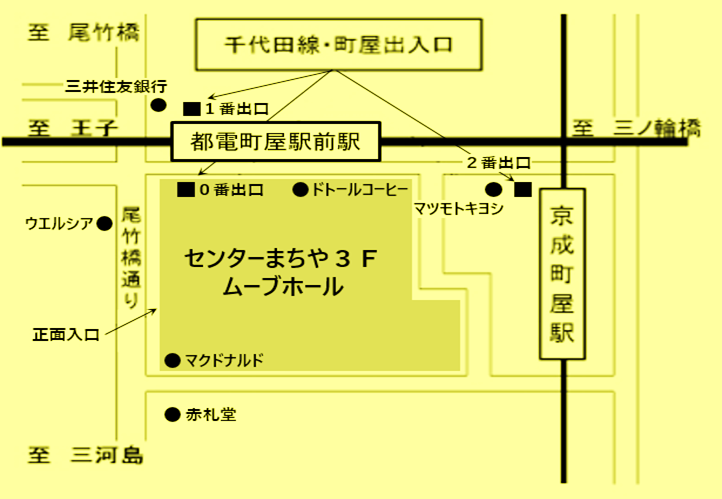 至 尾竹橋
千代田線・町屋出入口
三井住友銀行
1番出口
至 王子
都電町屋駅前駅
至 三ノ輪橋
2番出口
0番出口
ドトールコーヒー
マツモトキヨシ
ウエルシア
尾竹橋通り
京成町屋駅
センターまちや3F
ムーブホール
正面入口
マクドナルド
赤札堂
至 三河島